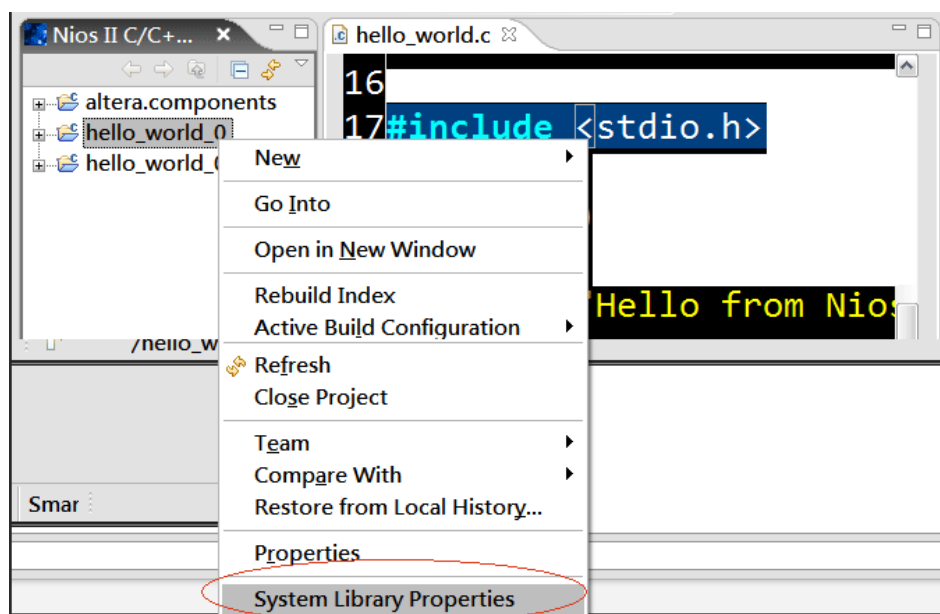 Nios II C/C+...
hello_world.c
16
altera.components
17#include <stdio.h>
hello_world_0
hello_world_
New
Go Into
Open in New Window
Rebuild Index
"Hello from Nios
Active Build Configuration
/hello_w
Refresh
Close Project
Team
Compare With
Smar
Restore from Local History...
Properties
System Library Properties